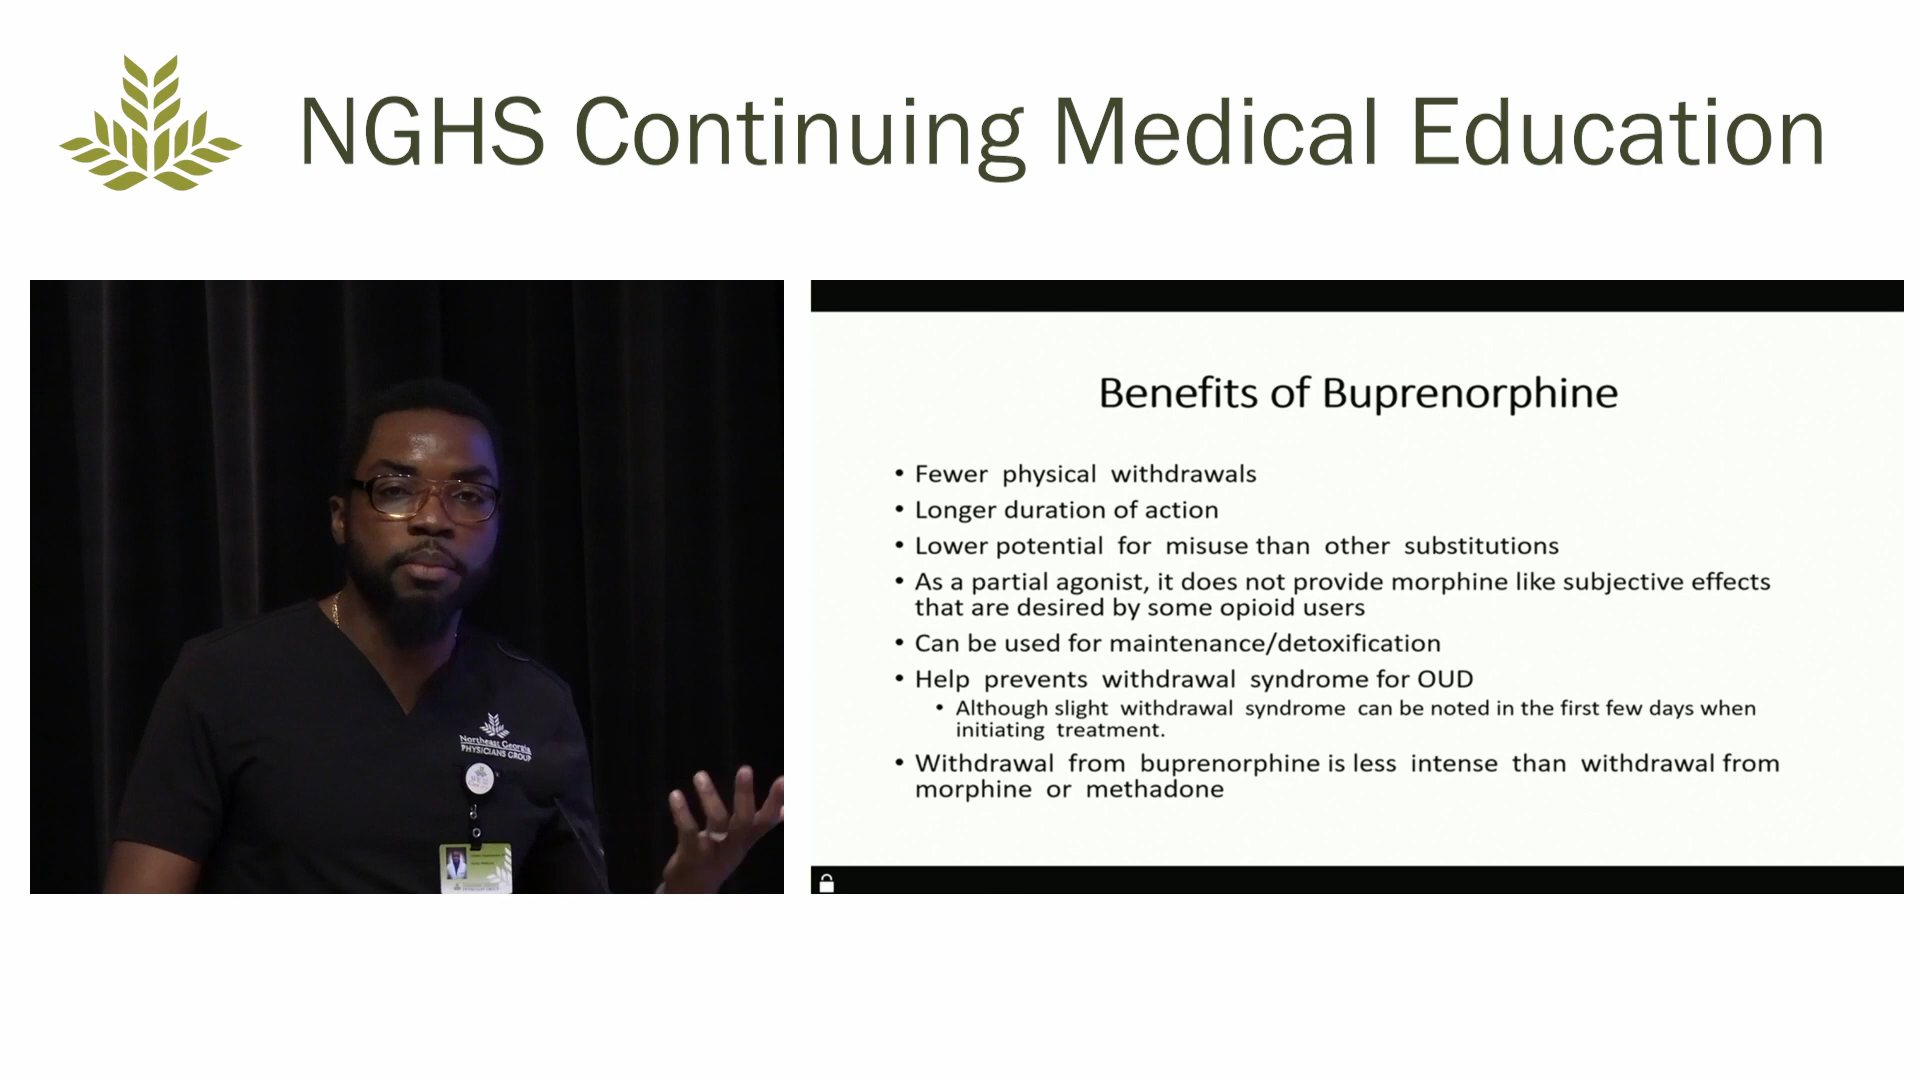 NGHS Continuing Medical Education
Northeast Georgia
PHYSICIANS GROUP
Benefits of Buprenorphine
• Fewer physical withdrawals
• Longer duration of action
• Lower potential for misuse than other substitutions
• As a partial agonist, it does not provide morphine like subjective effects
that are desired by some opioid users
• Can be used for maintenance/detoxification
• Help prevents withdrawal syndrome for OUD
• Although slight withdrawal syndrome can be noted in the first few days when
initiating treatment.
• Withdrawal from buprenorphine is less intense than withdrawal from
morphine or methadone